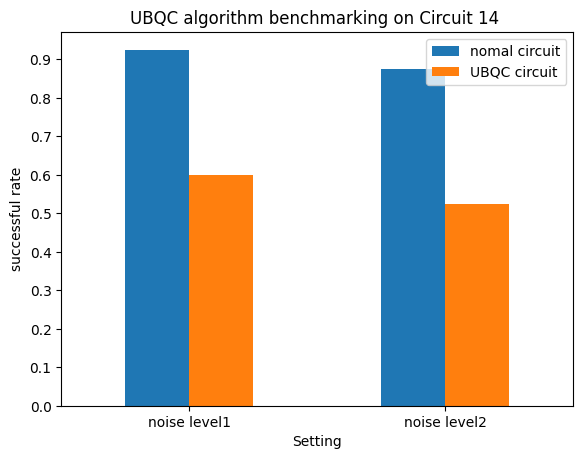 UBQC algorithm benchmarking on Circuit 14
nomal circuit
UBQC circuit
successful rate
0.9
0.8
0.7
0.6
0.5
0.4
0.3
0.2
0.1
0.0
noise level1
noise level2
Setting